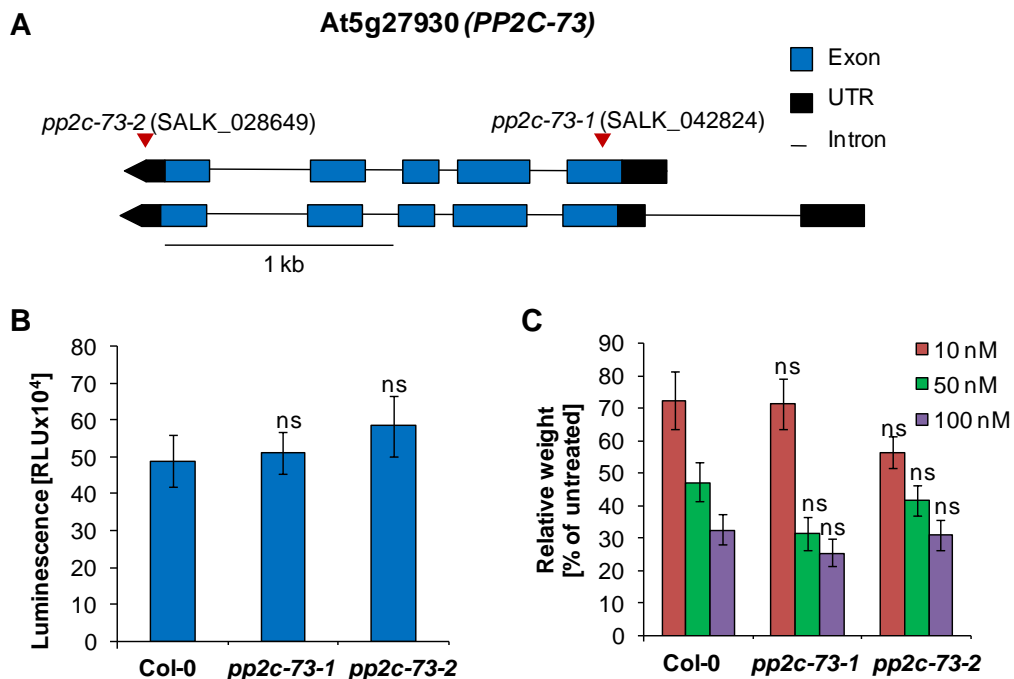 A
At5g27930 (PP2C-73)
Exon
UTR
Intron
pp2c-73-2 (SALK_028649)
pp2c-73-1 (SALK_042824)
1 kb
B
Luminescence [RLUx10⁴]
80
70
60
50
40
30
20
10
0
ns
ns
Col-0
pp2c-73-1
pp2c-73-2
C
Relative weight
[% of untreated]
90
80
70
60
50
40
30
20
10
0
10 nM
50 nM
100 nM
ns
ns
ns
ns
ns
ns
Col-0
pp2c-73-1
pp2c-73-2